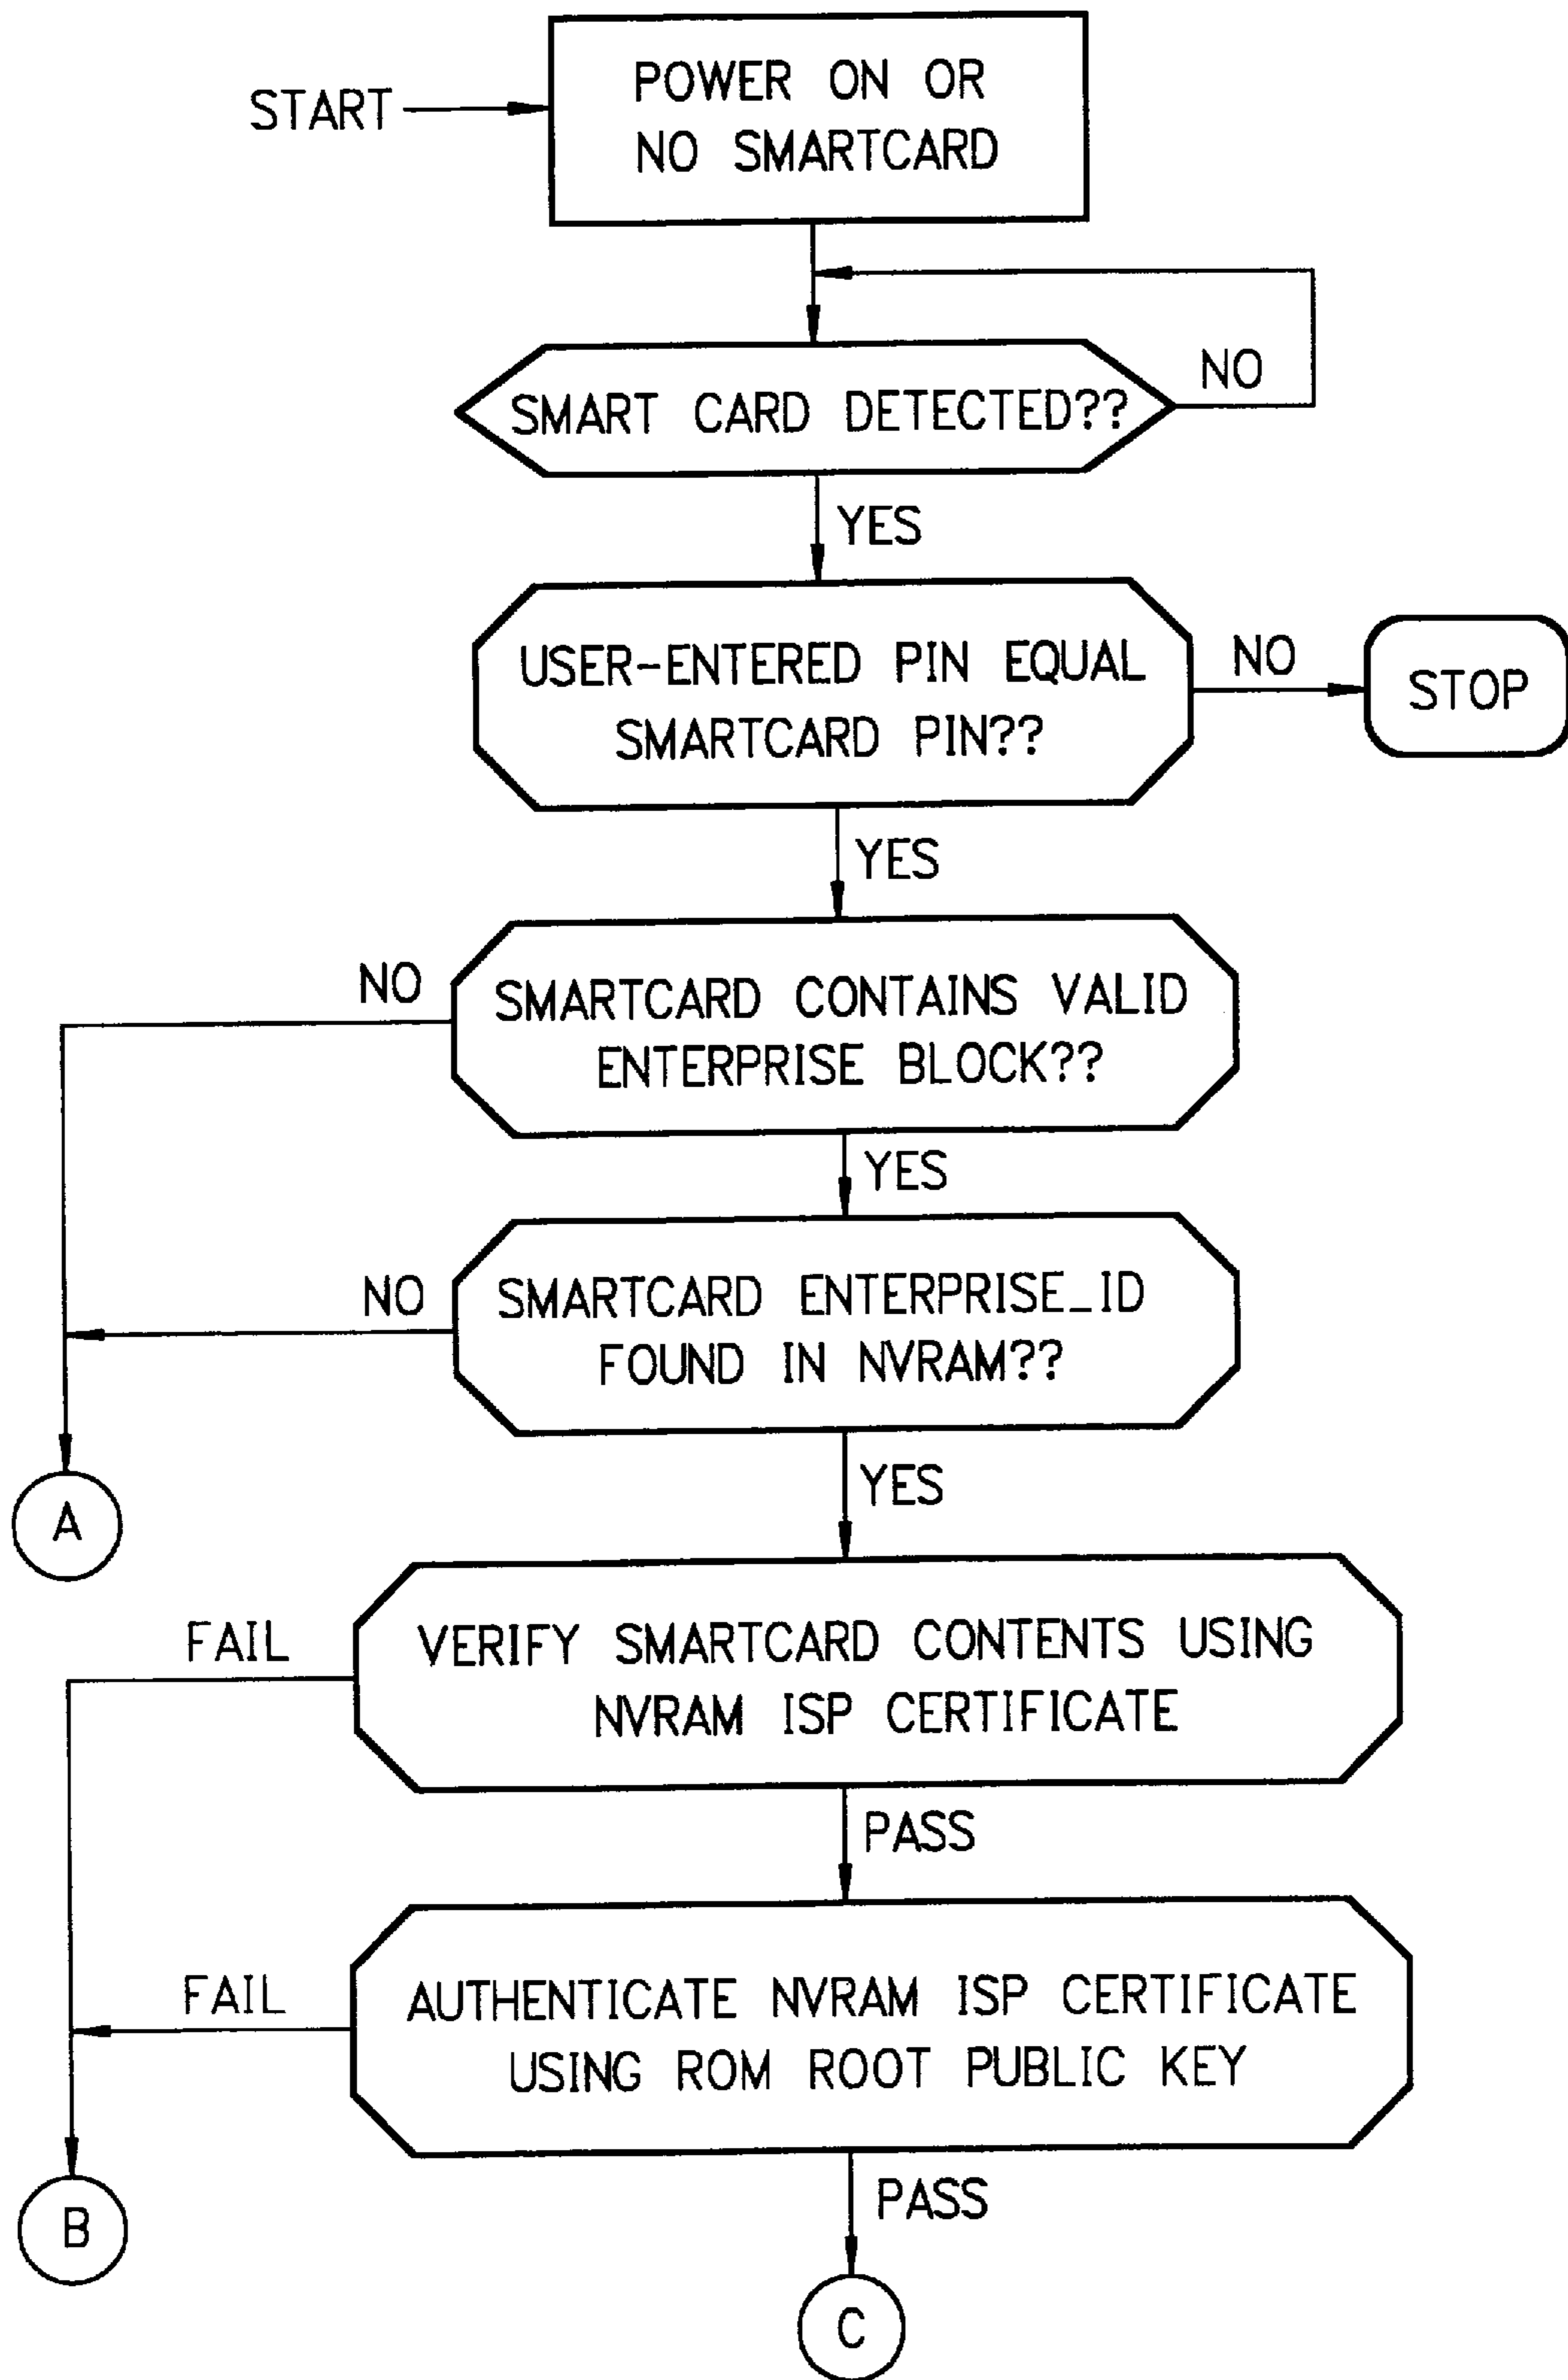 START
POWER ON OR
NO SMARTCARD
SMART CARD DETECTED??
NO
YES
USER-ENTERED PIN EQUAL
SMARTCARD PIN??
NO
STOP
YES
SMARTCARD CONTAINS VALID
ENTERPRISE BLOCK??
NO
YES
SMARTCARD ENTERPRISE_ID
FOUND IN NVRAM??
NO
A
YES
VERIFY SMARTCARD CONTENTS USING
NVRAM ISP CERTIFICATE
FAIL
PASS
AUTHENTICATE NVRAM ISP CERTIFICATE
USING ROM ROOT PUBLIC KEY
FAIL
B
PASS
C